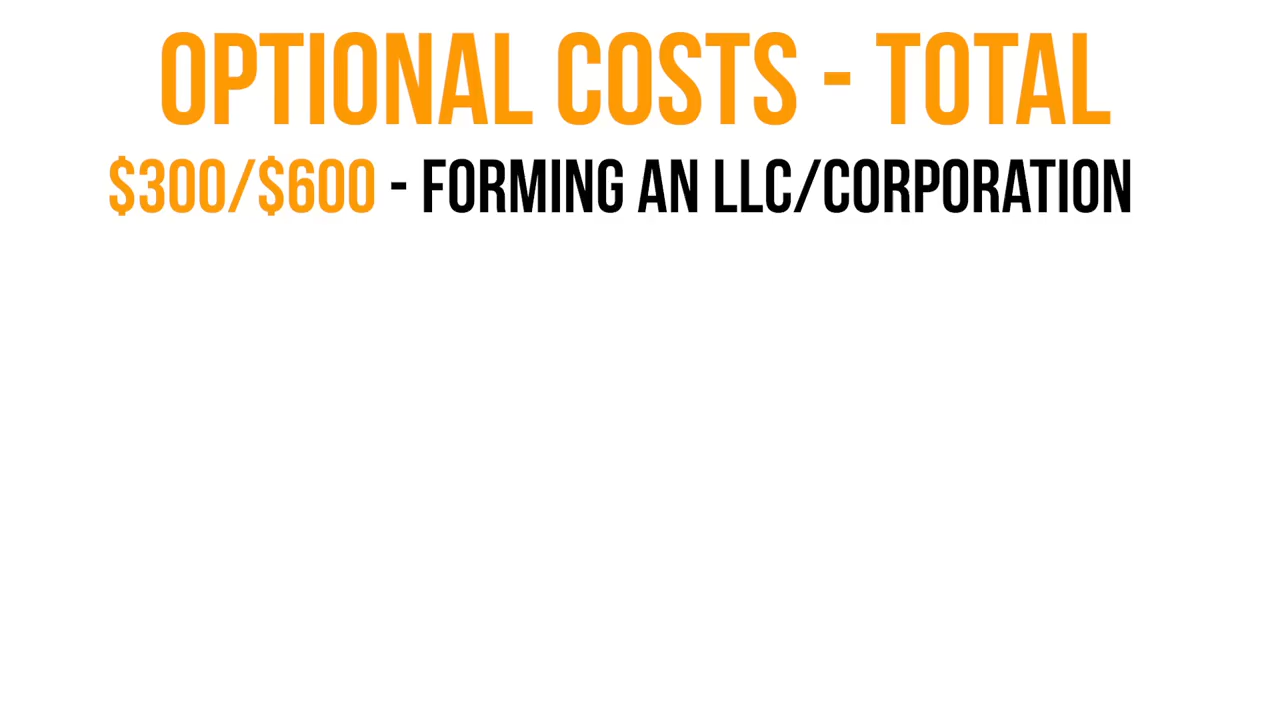 OPTIONAL COSTS - TOTAL
$300/$600 - FORMING AN LLC/CORPORATION